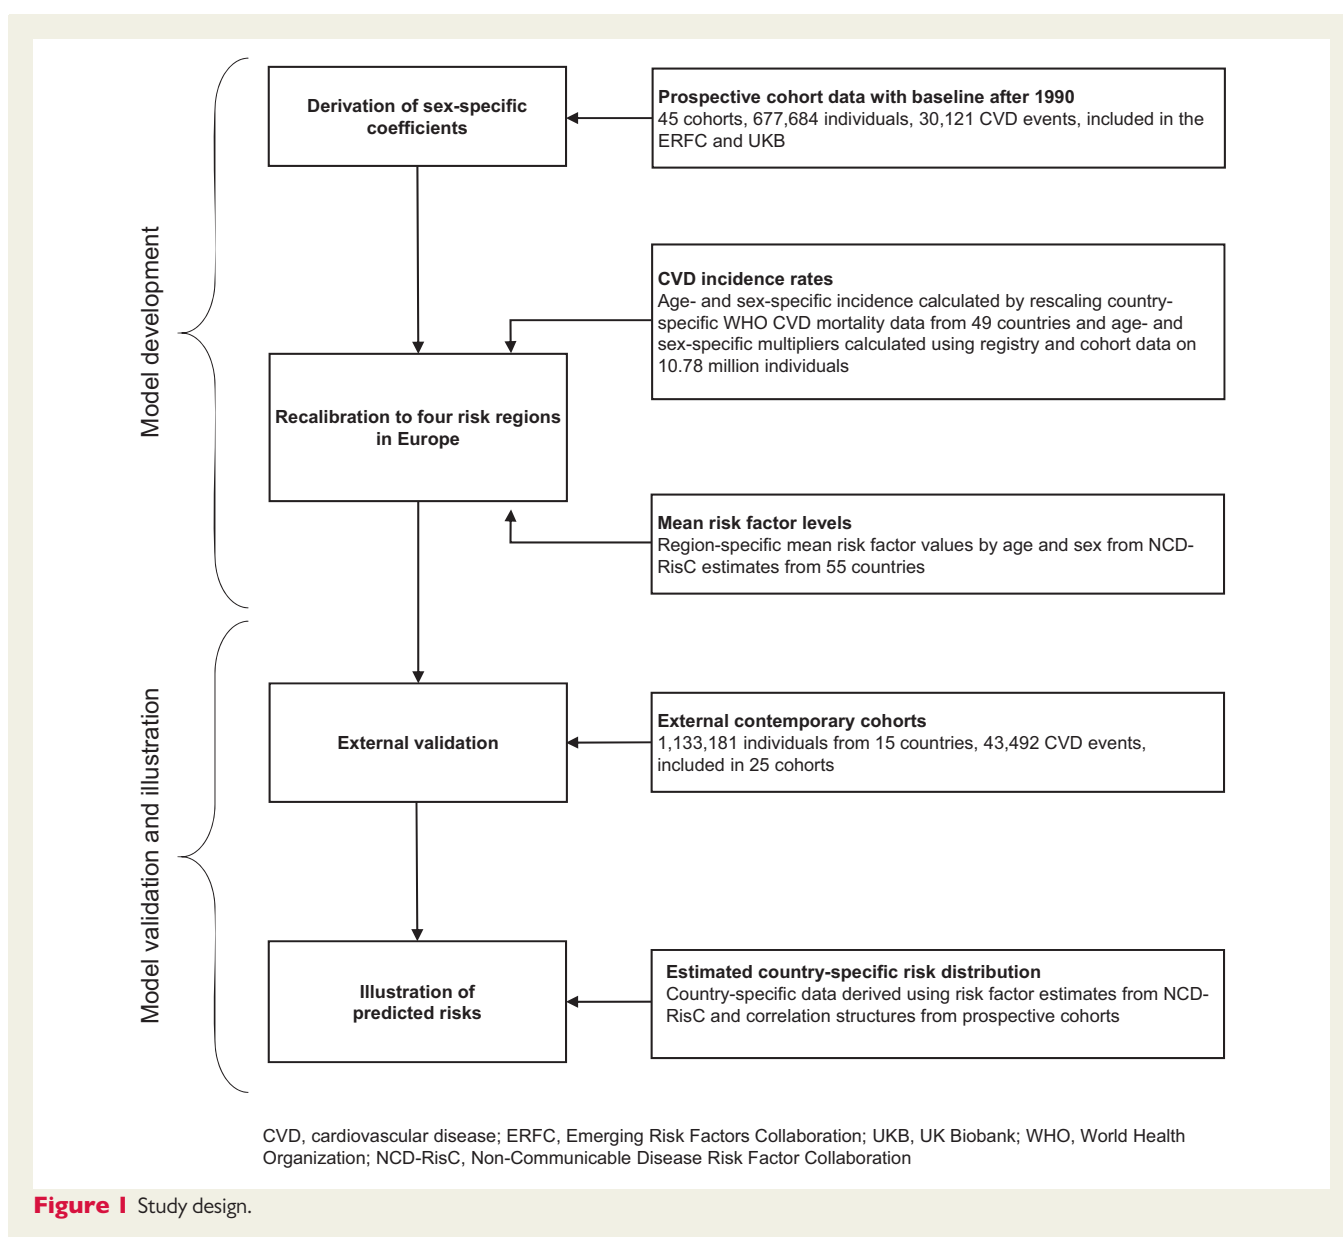 Model development
Derivation of sex-specific
coefficients
Prospective cohort data with baseline after 1990
45 cohorts, 677,684 individuals, 30,121 CVD events, included in the
ERFC and UKB
CVD incidence rates
Age- and sex-specific incidence calculated by rescaling country-
specific WHO CVD mortality data from 49 countries and age- and
sex-specific multipliers calculated using registry and cohort data on
10.78 million individuals
Recalibration to four risk regions
in Europe
Mean risk factor levels
Region-specific mean risk factor values by age and sex from NCD-
RisC estimates from 55 countries
Model validation and illustration
External validation
External contemporary cohorts
1,133,181 individuals from 15 countries, 43,492 CVD events,
included in 25 cohorts
Illustration of
predicted risks
Estimated country-specific risk distribution
Country-specific data derived using risk factor estimates from NCD-
RisC and correlation structures from prospective cohorts
CVD, cardiovascular disease; ERFC, Emerging Risk Factors Collaboration; UKB, UK Biobank; WHO, World Health
Organization; NCD-RisC, Non-Communicable Disease Risk Factor Collaboration
Figure 1 Study design.